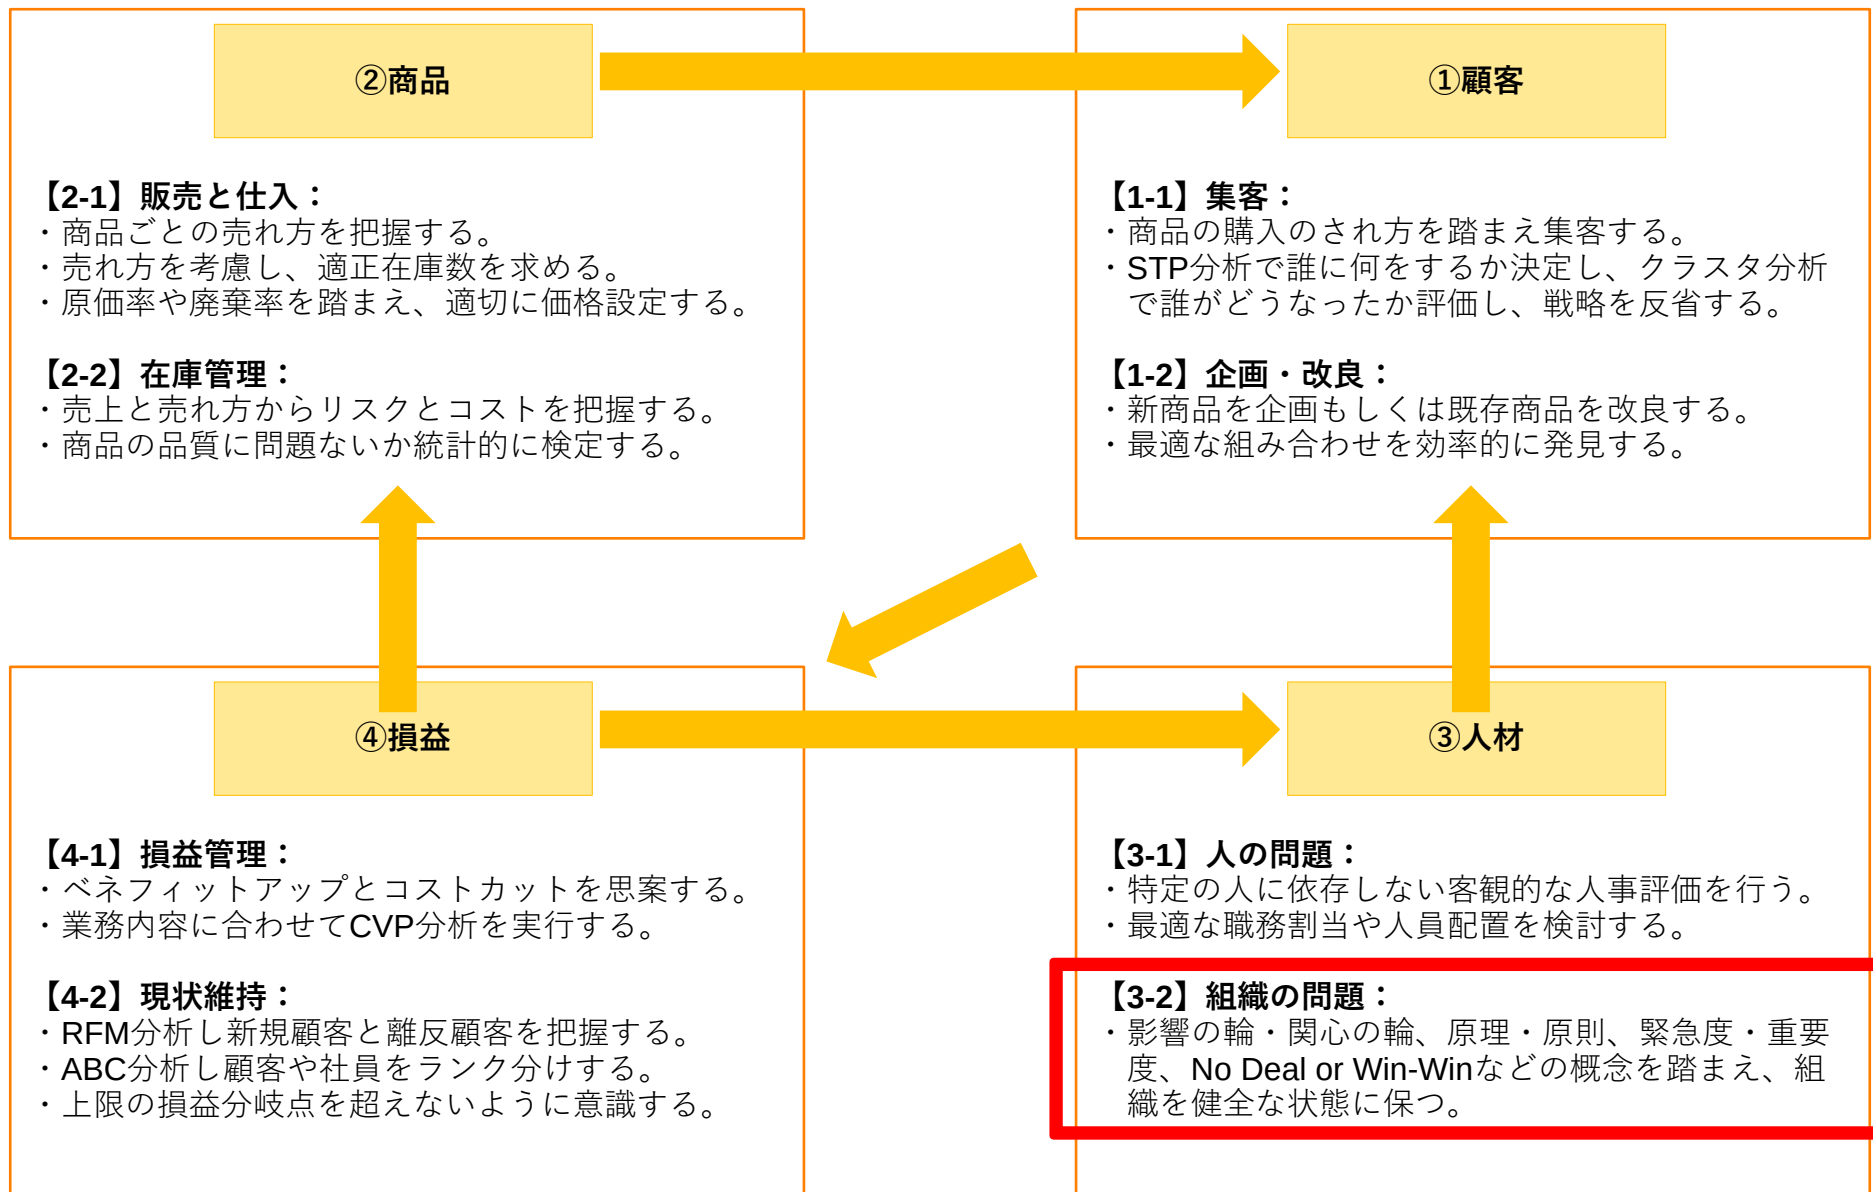 ②商品
【2-1】販売と仕入：
・商品ごとの売れ方を把握する。
・売れ方を考慮し、適正在庫数を求める。
・原価率や廃棄率を踏まえ、適切に価格設定する。
【2-2】在庫管理：
・売上と売れ方からリスクとコストを把握する。
・商品の品質に問題ないか統計的に検定する。
①顧客
【1-1】集客：
・商品の購入のされ方を踏まえ集客する。
・STP分析で誰に何をするか決定し、クラスタ分析
で誰がどうなったか評価し、戦略を反省する。
【1-2】企画・改良：
・新商品を企画もしくは既存商品を改良する。
・最適な組み合わせを効率的に発見する。
④損益
【4-1】損益管理：
・ベネフィットアップとコストカットを思案する。
・業務内容に合わせてCVP分析を実行する。
【4-2】現状維持：
・RFM分析し新規顧客と離反顧客を把握する。
・ABC分析し顧客や社員をランク分けする。
・上限の損益分岐点を超えないように意識する。
③人材
【3-1】人の問題：
・特定の人に依存しない客観的な人事評価を行う。
・最適な職務割当や人員配置を検討する。
【3-2】組織の問題：
・影響の輪・関心の輪、原理・原則、緊急度・重要
度、No Deal or Win-Winなどの概念を踏まえ、組
織を健全な状態に保つ。